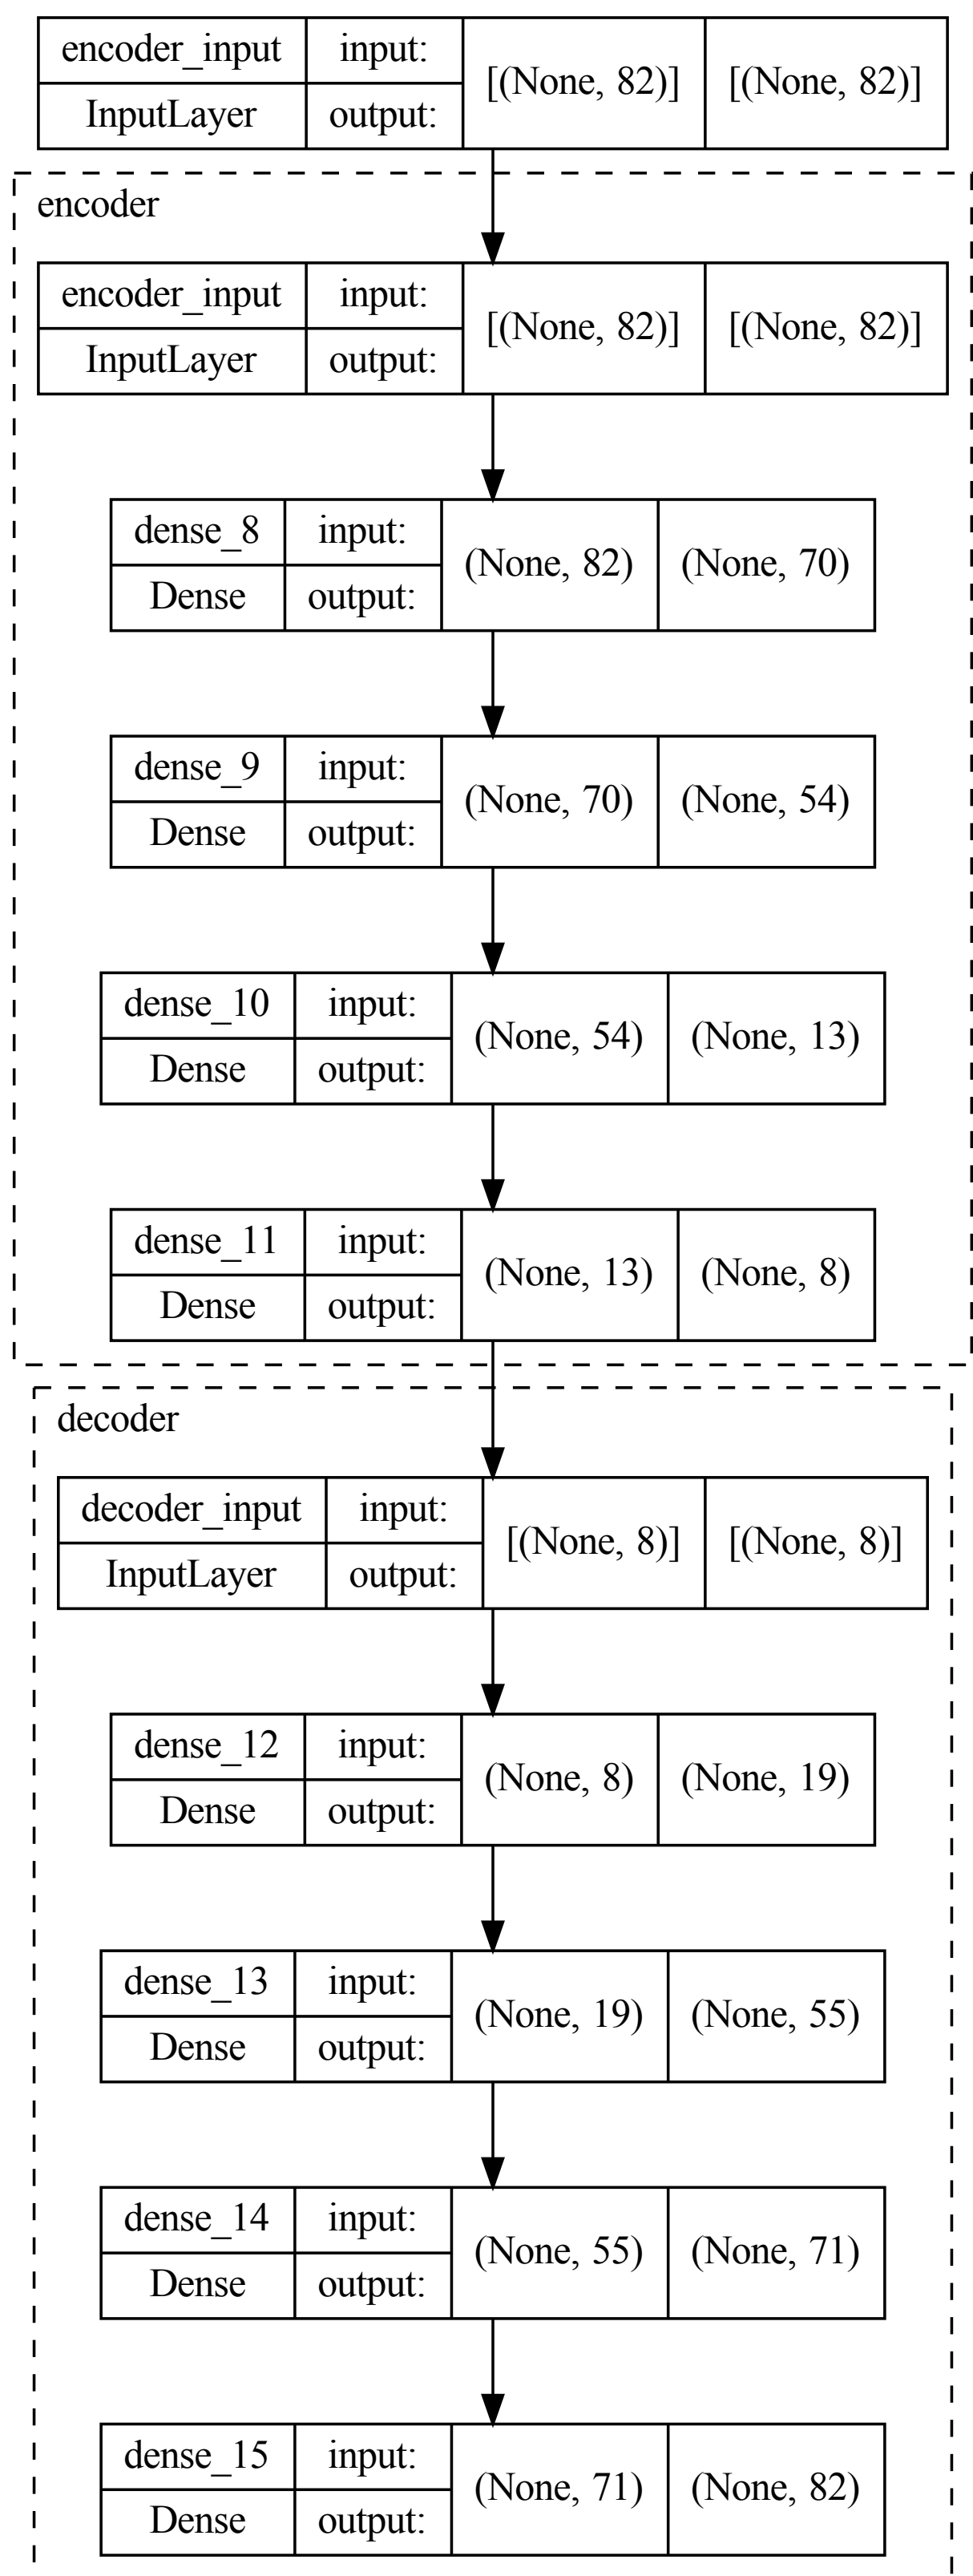 encoder_input input: [(None, 82)] [(None, 82)]
InputLayer output:
encoder
encoder_input input: [(None, 82)] [(None, 82)]
InputLayer output:
dense_8 input: (None, 82) (None, 70)
Dense output:
dense_9 input: (None, 70) (None, 54)
Dense output:
dense_10 input: (None, 54) (None, 13)
Dense output:
dense_11 input: (None, 13) (None, 8)
Dense output:
decoder
decoder_input input: [(None, 8)] [(None, 8)]
InputLayer output:
dense_12 input: (None, 8) (None, 19)
Dense output:
dense_13 input: (None, 19) (None, 55)
Dense output:
dense_14 input: (None, 55) (None, 71)
Dense output:
dense_15 input: (None, 71) (None, 82)
Dense output: